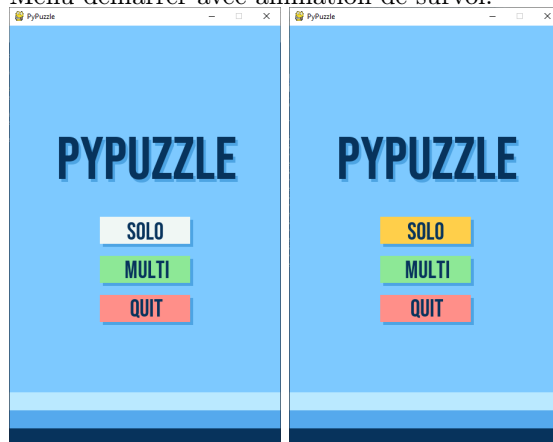 Menu démarrer avec animation de survol.
PyPuzzle
PYPUZZLE
SOLO
MULTI
QUIT
PyPuzzle
PYPUZZLE
SOLO
MULTI
QUIT